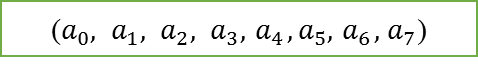 (a₀, a₁, a₂, a₃, a₄, a₅, a₆, a₇)